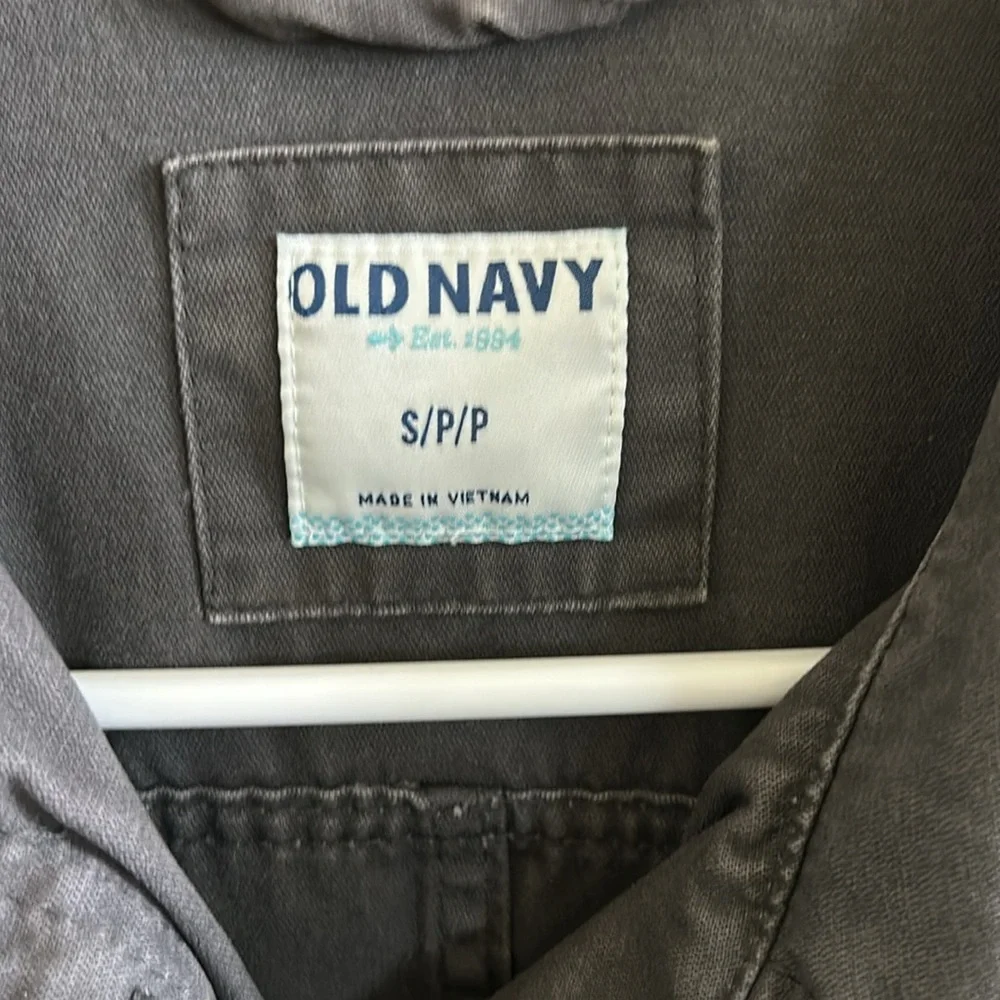 OLD NAVY
Est. 1994
S/P/P
MADE IN VIETNAM